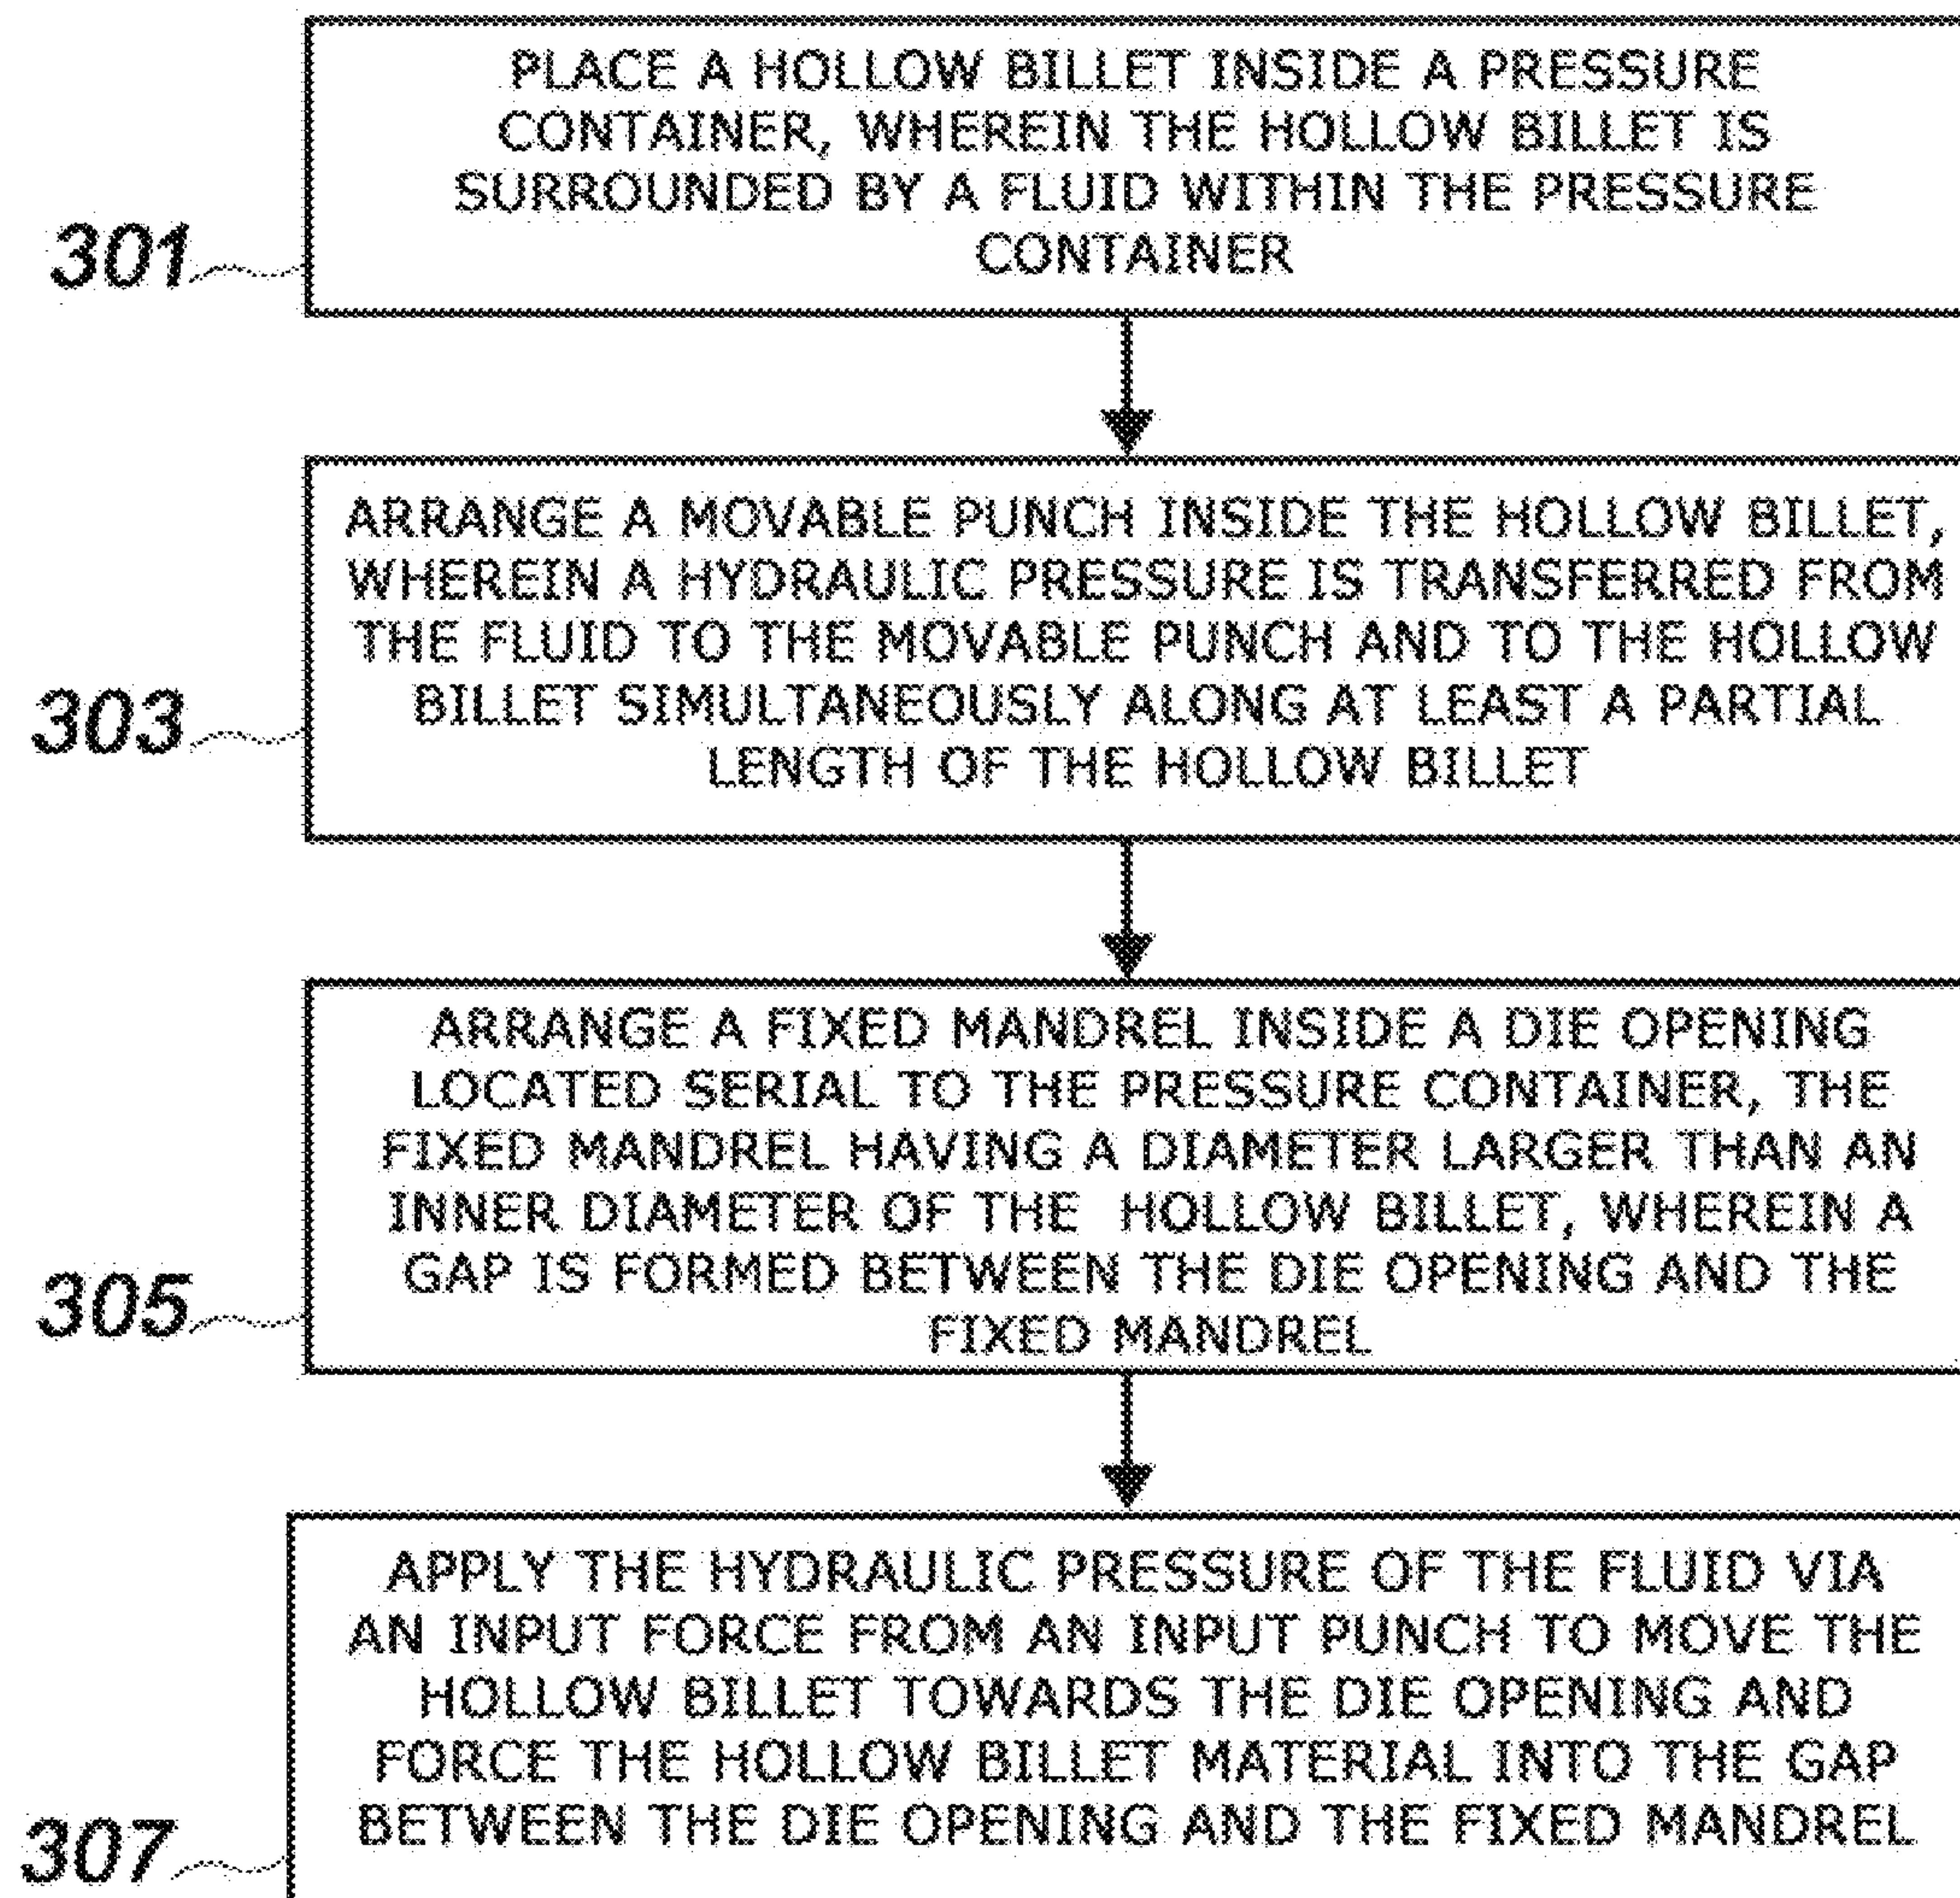 PLACE A HOLLOW BILLET INSIDE A PRESSURE
CONTAINER, WHEREIN THE HOLLOW BILLET IS
SURROUNDED BY A FLUID WITHIN THE PRESSURE
CONTAINER
301
ARRANGE A MOVABLE PUNCH INSIDE THE HOLLOW BILLET,
WHEREIN A HYDRAULIC PRESSURE IS TRANSFERRED FROM
THE FLUID TO THE MOVABLE PUNCH AND TO THE HOLLOW
BILLET SIMULTANEOUSLY ALONG AT LEAST A PARTIAL
LENGTH OF THE HOLLOW BILLET
303
ARRANGE A FIXED MANDREL INSIDE A DIE OPENING
LOCATED SERIAL TO THE PRESSURE CONTAINER, THE
FIXED MANDREL HAVING A DIAMETER LARGER THAN AN
INNER DIAMETER OF THE HOLLOW BILLET, WHEREIN A
GAP IS FORMED BETWEEN THE DIE OPENING AND THE
FIXED MANDREL
305
APPLY THE HYDRAULIC PRESSURE OF THE FLUID VIA
AN INPUT FORCE FROM AN INPUT PUNCH TO MOVE THE
HOLLOW BILLET TOWARDS THE DIE OPENING AND
FORCE THE HOLLOW BILLET MATERIAL INTO THE GAP
BETWEEN THE DIE OPENING AND THE FIXED MANDREL
307